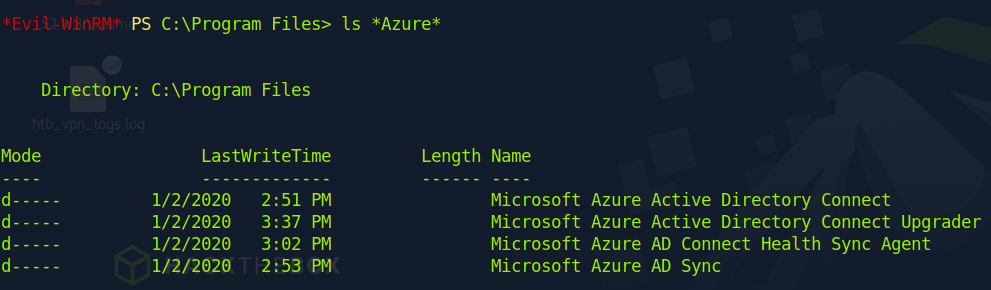 *Evil-WinRM* PS C:\Program Files> ls *Azure*
Directory: C:\Program Files
htb_vpn_logs.log
Mode LastWriteTime Length Name
---- ------------- ------ ----
d----- 1/2/2020 2:51 PM Microsoft Azure Active Directory Connect
d----- 1/2/2020 3:37 PM Microsoft Azure Active Directory Connect Upgrader
d----- 1/2/2020 3:02 PM Microsoft Azure AD Connect Health Sync Agent
d----- 1/2/2020 2:53 PM Microsoft Azure AD Sync
HACKTHEBOX